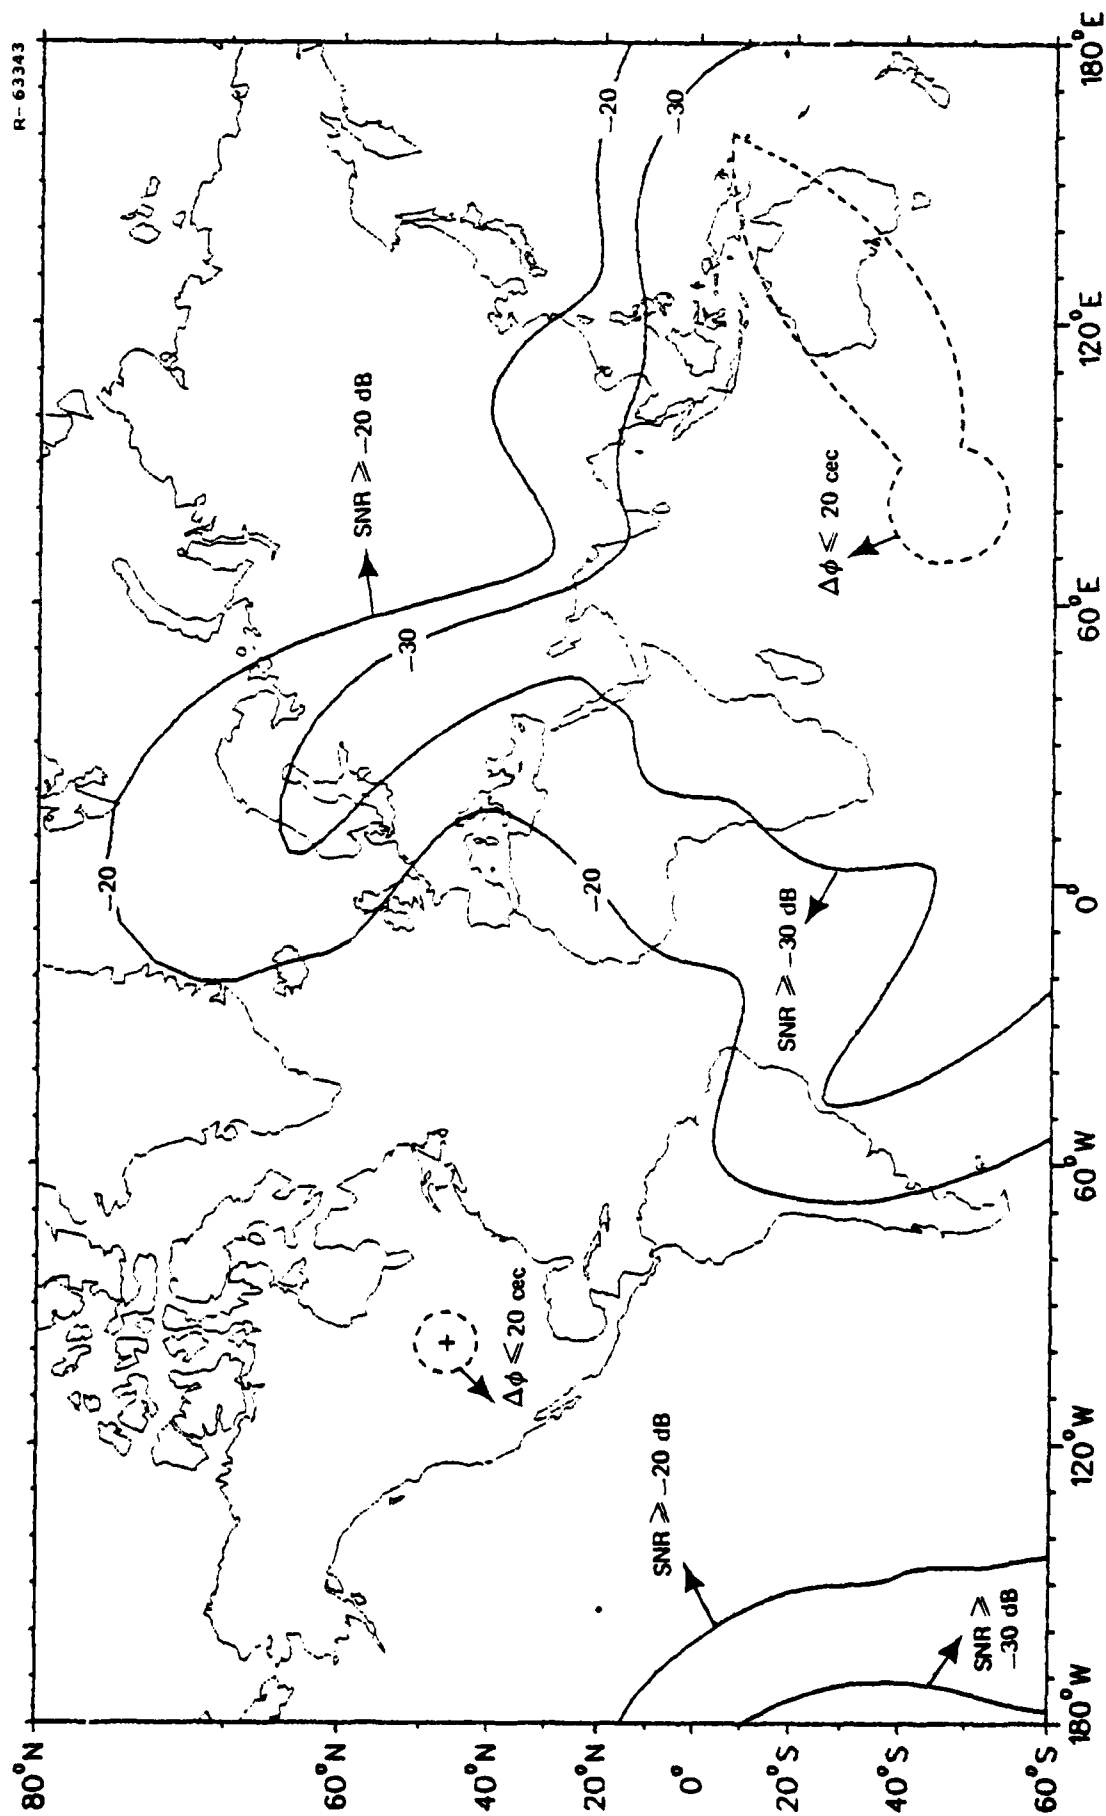 R-63343
80°N
60°N
40°N
20°N
0°
20°S
40°S
60°S
180°W
120°W
60°W
0°
60°E
120°E
180°E
-20
-20
-20
-30
-30
SNR ⩾ -20 dB
SNR ⩾ -30 dB
SNR ⩾ -20 dB
SNR ⩾
-30 dB
Δϕ ⩽ 20 cec
Δϕ ⩽ 20 cec